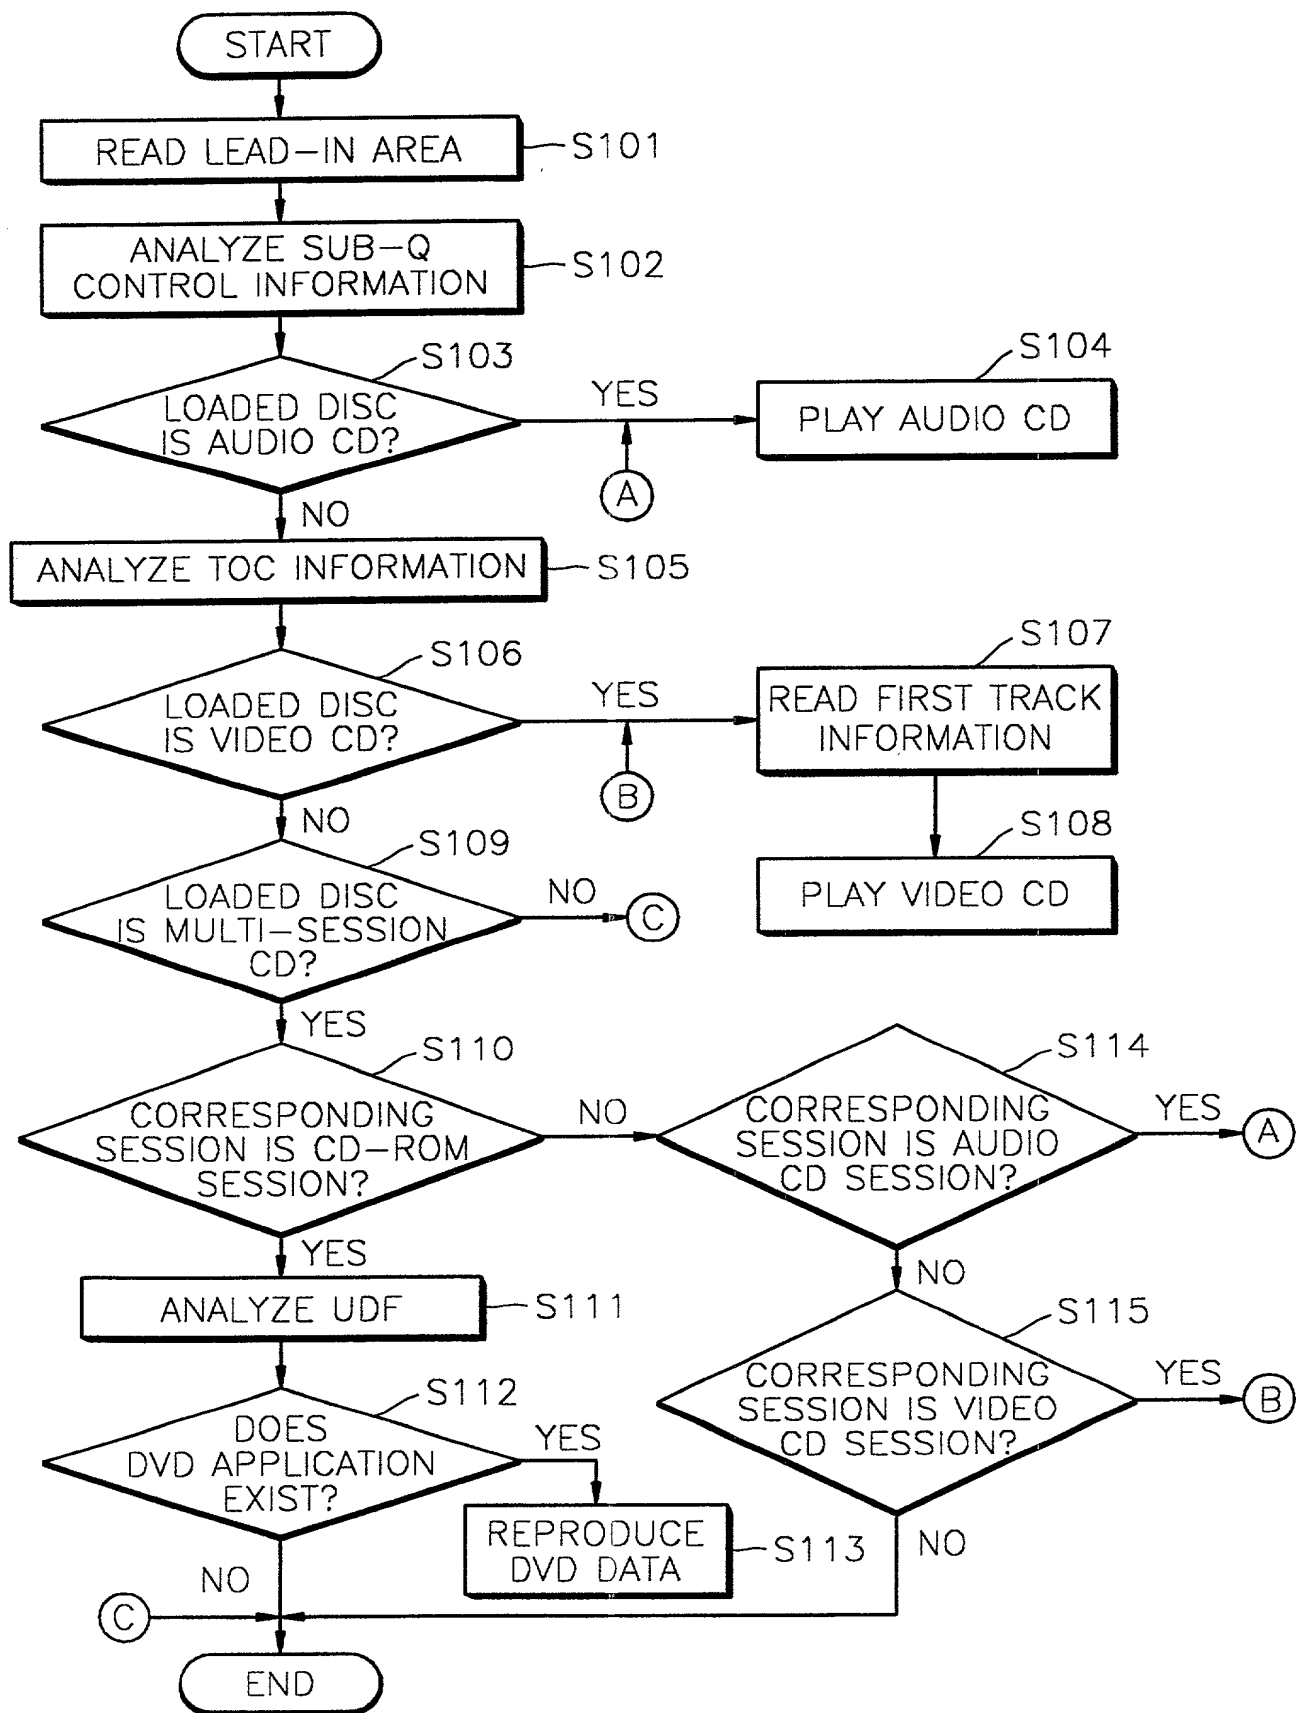 START
READ LEAD-IN AREA
S101
ANALYZE SUB-Q
CONTROL INFORMATION
S102
S103
LOADED DISC
IS AUDIO CD?
YES
A
S104
PLAY AUDIO CD
NO
ANALYZE TOC INFORMATION
S105
S106
LOADED DISC
IS VIDEO CD?
YES
B
S107
READ FIRST TRACK
INFORMATION
S108
PLAY VIDEO CD
NO
S109
LOADED DISC
IS MULTI-SESSION
CD?
NO
C
YES
S110
CORRESPONDING
SESSION IS CD-ROM
SESSION?
NO
S114
CORRESPONDING
SESSION IS AUDIO
CD SESSION?
YES
A
YES
ANALYZE UDF
S111
NO
S115
CORRESPONDING
SESSION IS VIDEO
CD SESSION?
YES
B
S112
DOES
DVD APPLICATION
EXIST?
YES
REPRODUCE
DVD DATA
S113
NO
NO
C
END